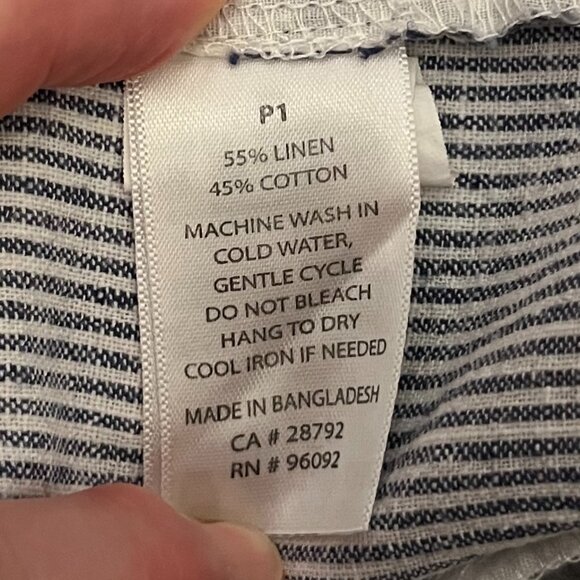 P1
55% LINEN
45% COTTON
MACHINE WASH IN
COLD WATER,
GENTLE CYCLE
DO NOT BLEACH
HANG TO DRY
COOL IRON IF NEEDED
MADE IN BANGLADESH
CA # 28792
RN # 96092